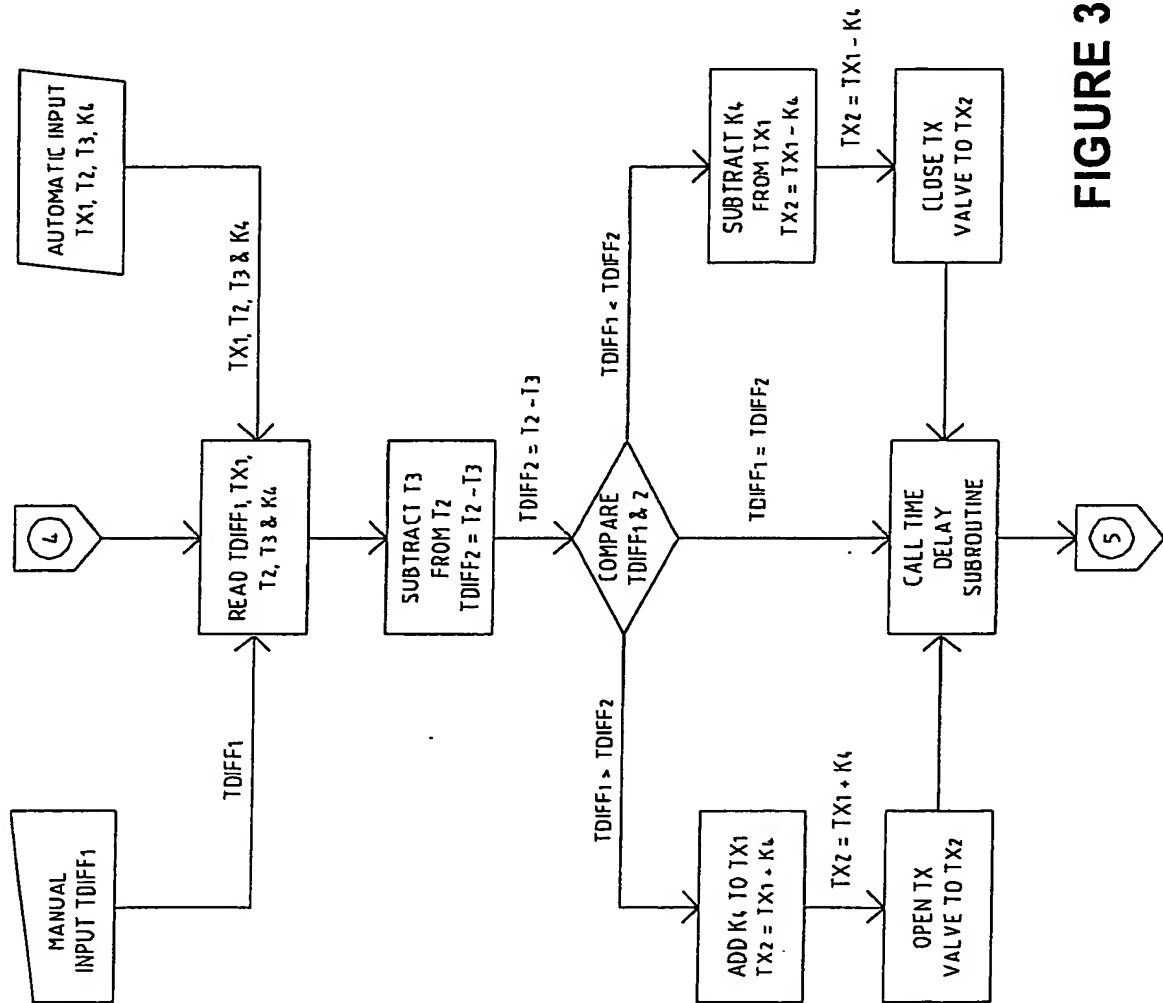 MANUAL
INPUT TDIFF1
4
AUTOMATIC INPUT
TX1, T2, T3, K4
TDIFF1
TX1, T2, T3 & K4
READ TDIFF1, TX1,
T2, T3 & K4
SUBTRACT T3
FROM T2
TDIFF2 = T2 - T3
TDIFF2 = T2 - T3
COMPARE
TDIFF1 & 2
TDIFF1 > TDIFF2
TDIFF1 = TDIFF2
TDIFF1 < TDIFF2
ADD K4 TO TX1
TX2 = TX1 + K4
TX2 = TX1 + K4
OPEN TX
VALVE TO TX2
SUBTRACT K4
FROM TX1
TX2 = TX1 - K4
TX2 = TX1 - K4
CLOSE TX
VALVE TO TX2
CALL TIME
DELAY
SUBROUTINE
5
FIGURE 3